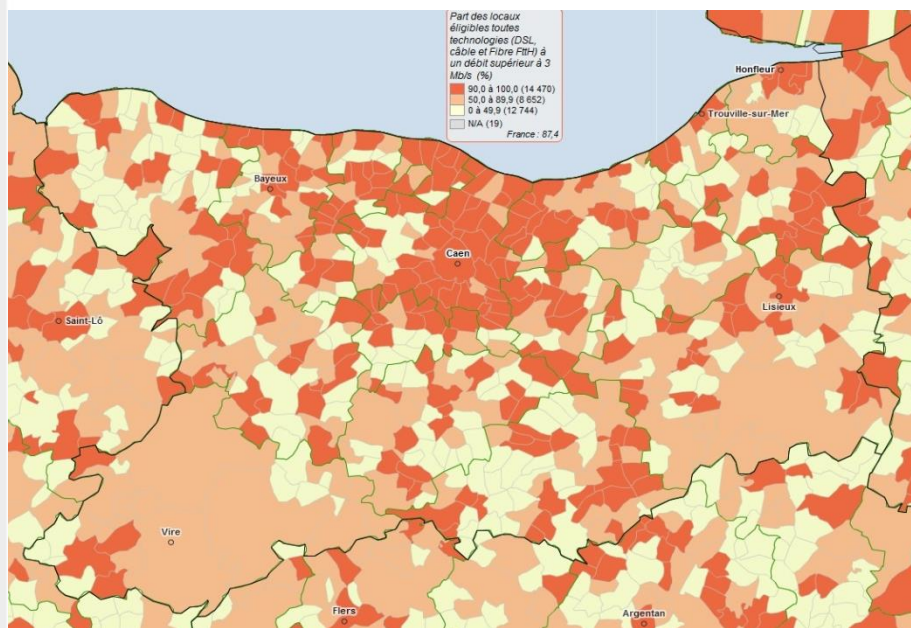 Part des locaux
éligibles toutes
technologies (DSL,
câble et Fibre FttH) à
un débit supérieur à 3
Mb/s (%)
90,0 à 100,0 (14 470)
50,0 à 89,9 (8 652)
0 à 49,9 (12 744)
N/A (19)
France : 87,4
Honfleur
Trouville-sur-Mer
Bayeux
Caen
Lisieux
Saint-Lô
Vire
Flers
Argentan